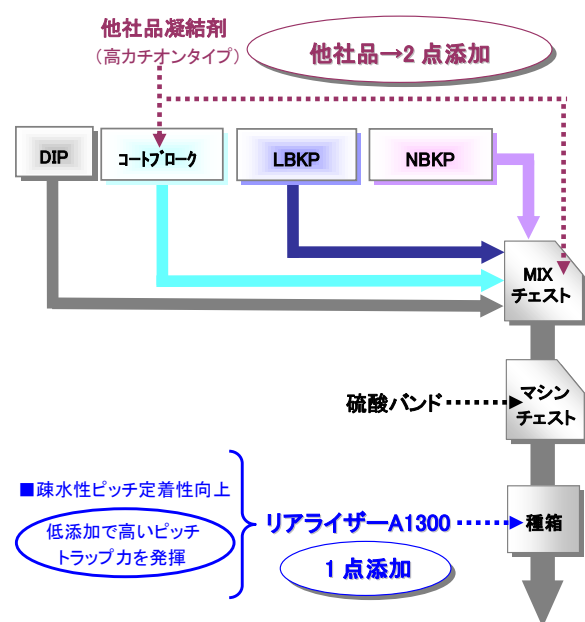 他社品凝結剤
（高カチオンタイプ）
他社品→2 点添加
DIP
コートブローク
LBKP
NBKP
MIX
チェスト
硫酸バンド
マシン
チェスト
■疎水性ピッチ定着性向上
低添加で高いピッチ
トラップ力を発揮
リアライザーA1300
1 点添加
種箱